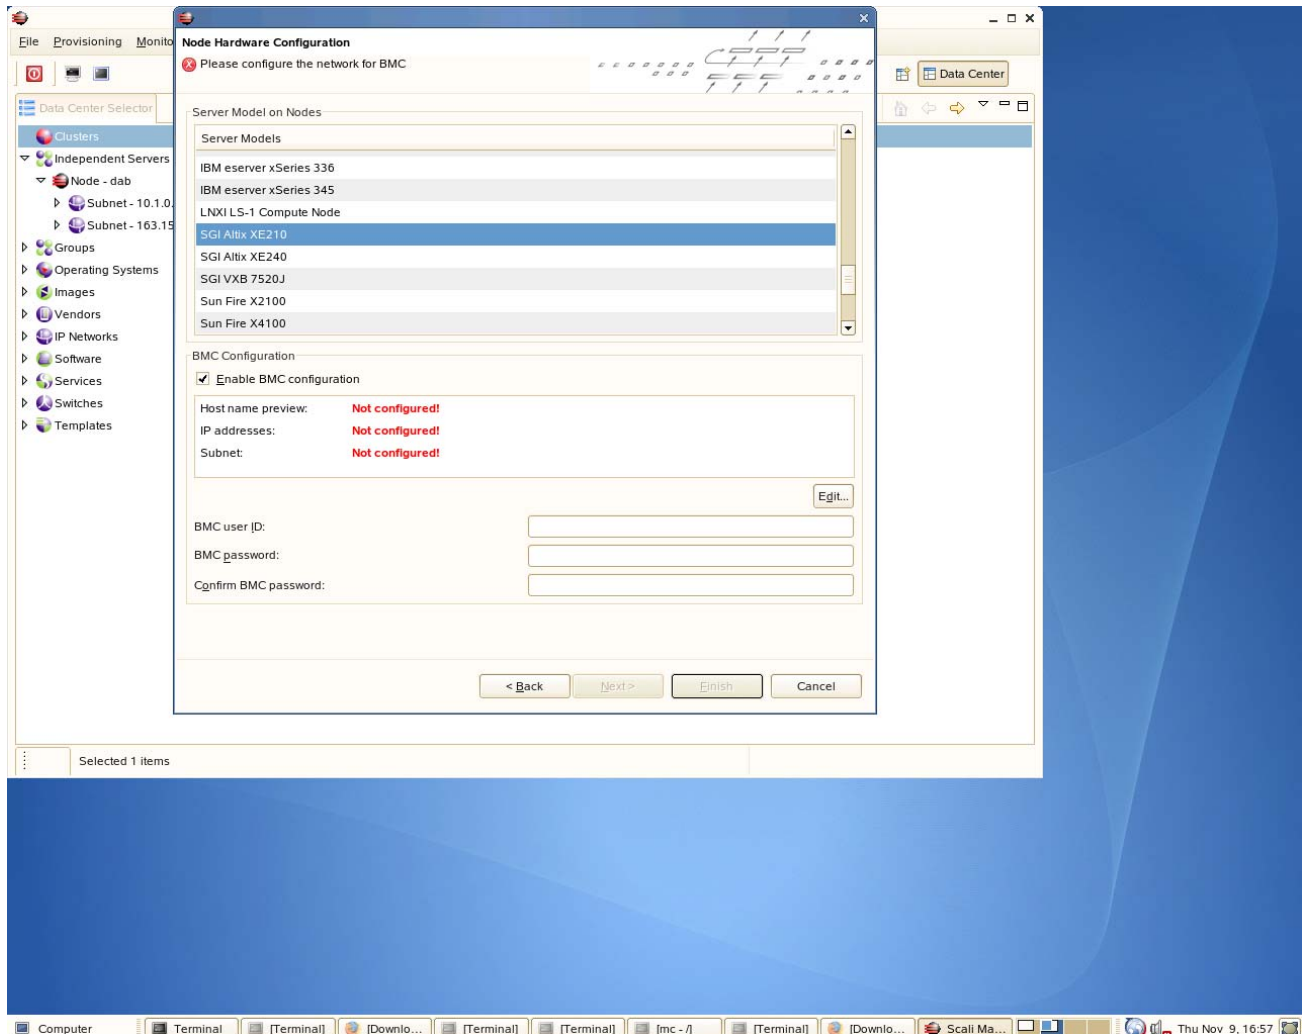 File Provisioning Monito
Data Center
Data Center Selector
Clusters
Independent Servers
Node - dab
Subnet - 10.1.0.
Subnet - 163.15
Groups
Operating Systems
Images
Vendors
IP Networks
Software
Services
Switches
Templates
Node Hardware Configuration
Please configure the network for BMC
Server Model on Nodes
Server Models
IBM eserver xSeries 336
IBM eserver xSeries 345
LNXI LS-1 Compute Node
SGI Altix XE210
SGI Altix XE240
SGI VXB 7520J
Sun Fire X2100
Sun Fire X4100
BMC Configuration
Enable BMC configuration
Host name preview: Not configured!
IP addresses: Not configured!
Subnet: Not configured!
Edit...
BMC user ID:
BMC password:
Confirm BMC password:
< Back Next > Finish Cancel
Selected 1 items
Computer Terminal [Terminal] [Downlo... [Terminal] [Terminal] [mc - /] [Terminal] [Downlo... Scali Ma... Thu Nov 9, 16:57